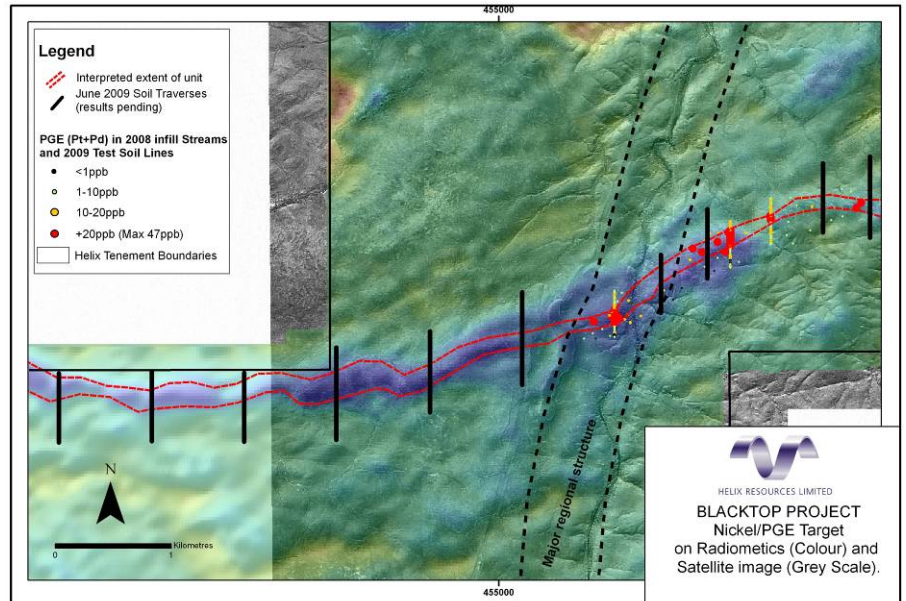 455000
Legend
Interpreted extent of unit
June 2009 Soil Traverses
(results pending)
PGE (Pt+Pd) in 2008 infill Streams
and 2009 Test Soil Lines
<1ppb
1-10ppb
10-20ppb
+20ppb (Max 47ppb)
Helix Tenement Boundaries
Major regional structure
N
Kilometres
0
1
HELIX RESOURCES LIMITED
BLACKTOP PROJECT
Nickel/PGE Target
on Radiometics (Colour) and
Satellite image (Grey Scale).
455000